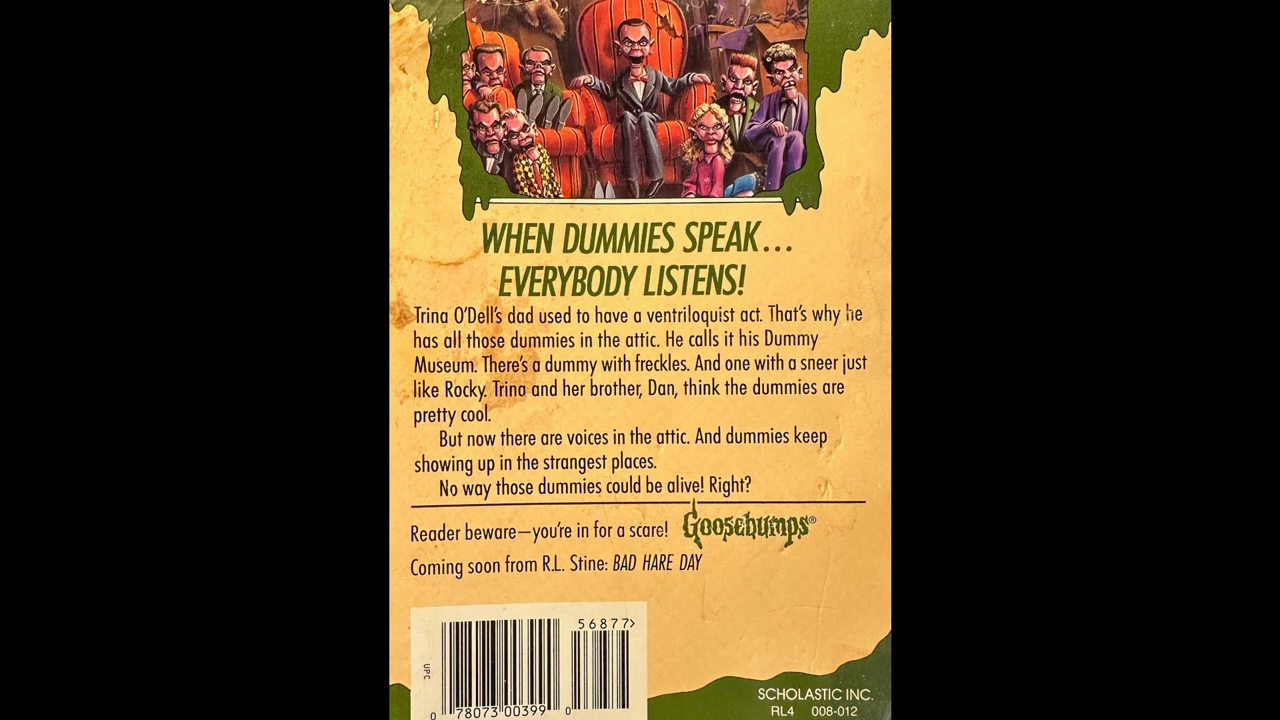 WHEN DUMMIES SPEAK...
EVERYBODY LISTENS!
Trina O'Dell's dad used to have a ventriloquist act. That's why he
has all those dummies in the attic. He calls it his Dummy
Museum. There's a dummy with freckles. And one with a sneer just
like Rocky. Trina and her brother, Dan, think the dummies are
pretty cool.
But now there are voices in the attic. And dummies keep
showing up in the strangest places.
No way those dummies could be alive! Right?
Reader beware—you're in for a scare! Goosebumps®
Coming soon from R.L. Stine: BAD HARE DAY
56877>
UPC
0 78073 00399 0
SCHOLASTIC INC.
RL4 008-012